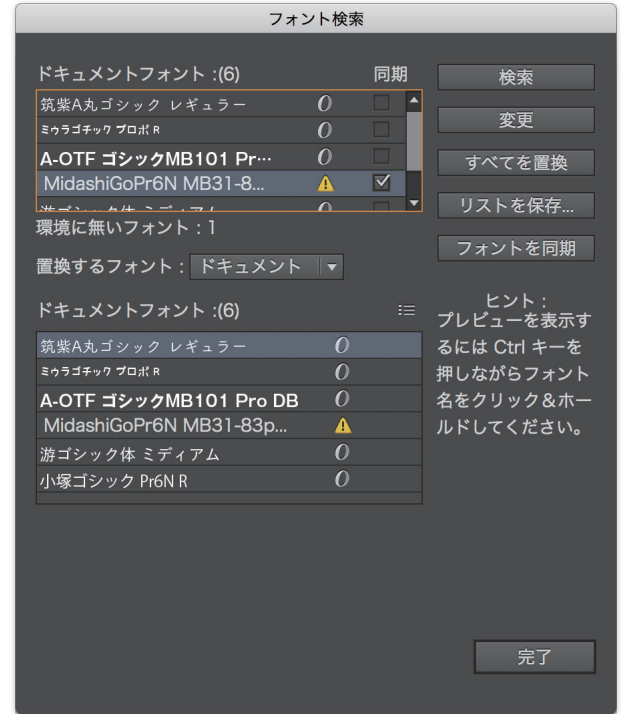 フォント検索
ドキュメントフォント :(6)
同期
筑紫A丸ゴシック レギュラー
ミウラゴチック プロポ R
A-OTF ゴシックMB101 Pr…
MidashiGoPr6N MB31-8...
游ゴシック体 ミディアム
環境に無いフォント : 1
置換するフォント : ドキュメント
ドキュメントフォント :(6)
筑紫A丸ゴシック レギュラー
ミウラゴチック プロポ R
A-OTF ゴシックMB101 Pro DB
MidashiGoPr6N MB31-83p...
游ゴシック体 ミディアム
小塚ゴシック Pr6N R
検索
変更
すべてを置換
リストを保存...
フォントを同期
ヒント :
プレビューを表示す
るには Ctrl キーを
押しながらフォント
名をクリック＆ホー
ルドしてください。
完了